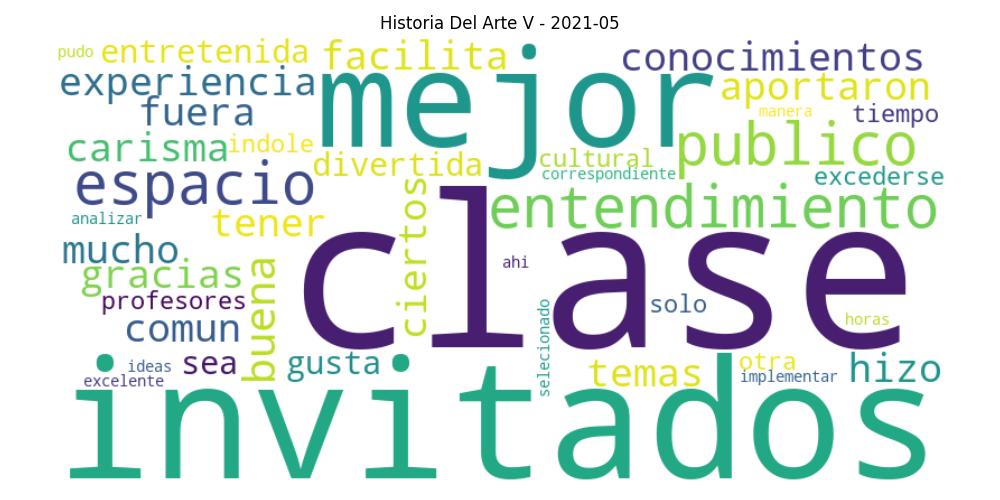 Historia Del Arte V - 2021-05
pudo
entretenida
facilita
conocimientos
experiencia
mejor
aportaron
fuera
manera
tiempo
carisma
indole
divertida
cultural
publico
correspondiente
excederse
espacio
analizar
tener
ciertos
entendimiento
mucho
gracias
clase
ahi
profesores
buena
solo
comun
horas
selecionado
ideas
sea
gusta
temas
otra
hizo
excelente
implementar
invitados